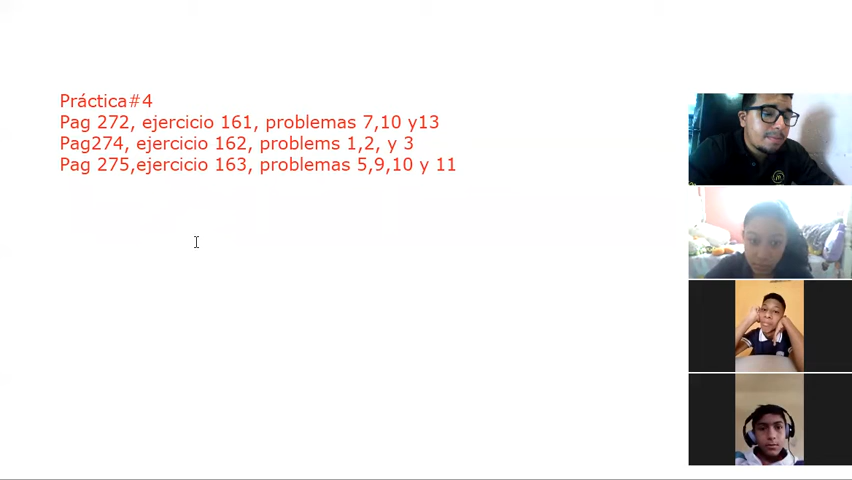 Práctica#4
Pag 272, ejercicio 161, problemas 7,10 y13
Pag274, ejercicio 162, problems 1,2, y 3
Pag 275,ejercicio 163, problemas 5,9,10 y 11